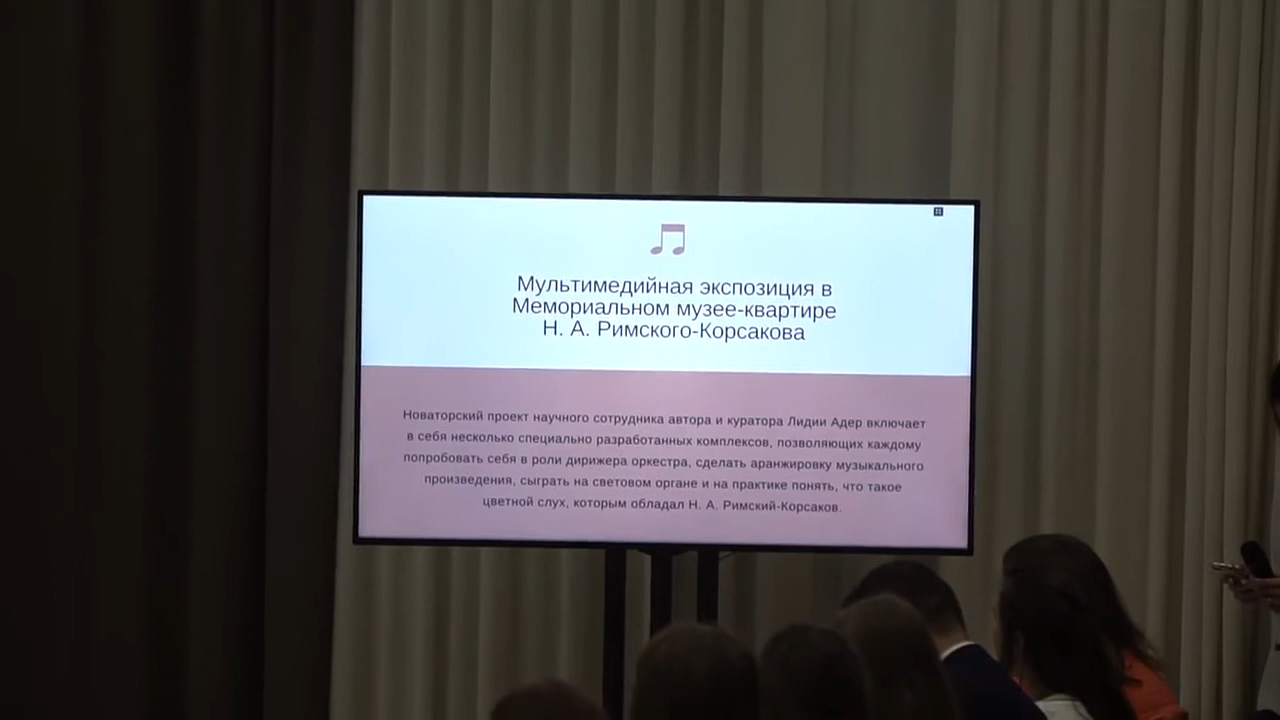 Мультимедийная экспозиция в
Мемориальном музее-квартире
Н. А. Римского-Корсакова
Новаторский проект научного сотрудника автора и куратора Лидии Адер включает
в себя несколько специально разработанных комплексов, позволяющих каждому
попробовать себя в роли дирижера оркестра, сделать аранжировку музыкального
произведения, сыграть на световом органе и на практике понять, что такое
цветной слух, которым обладал Н. А. Римский-Корсаков.